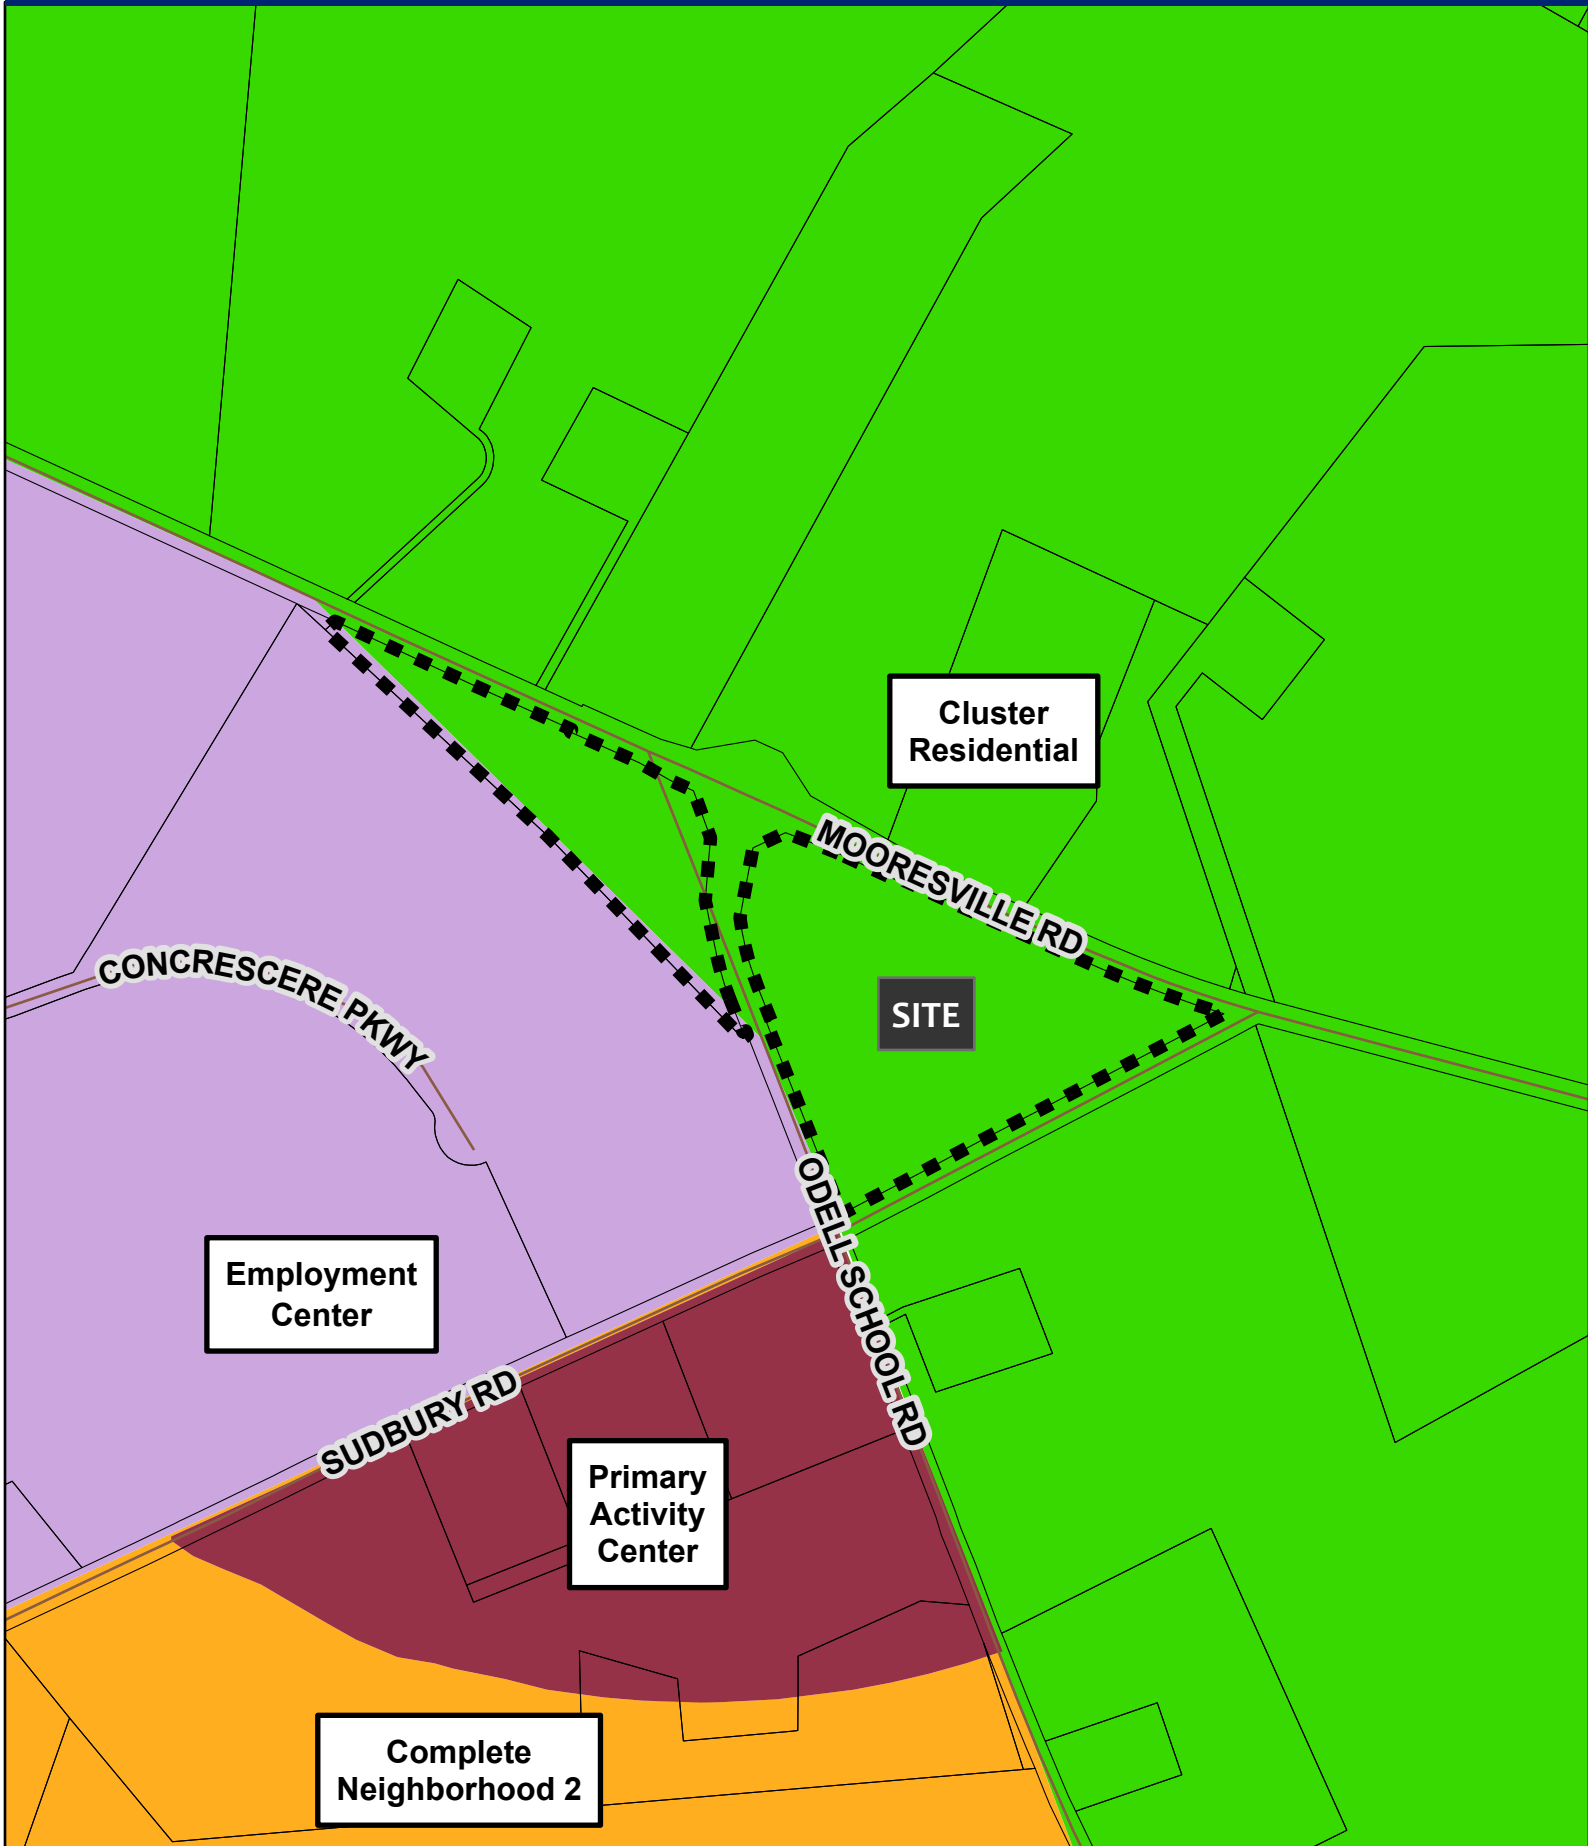 Cluster
Residential
MOORESVILLE RD
CONCRESCERE PKWY
SITE
ODELL SCHOOL RD
Employment
Center
SUDBURY RD
Primary
Activity
Center
Complete
Neighborhood 2